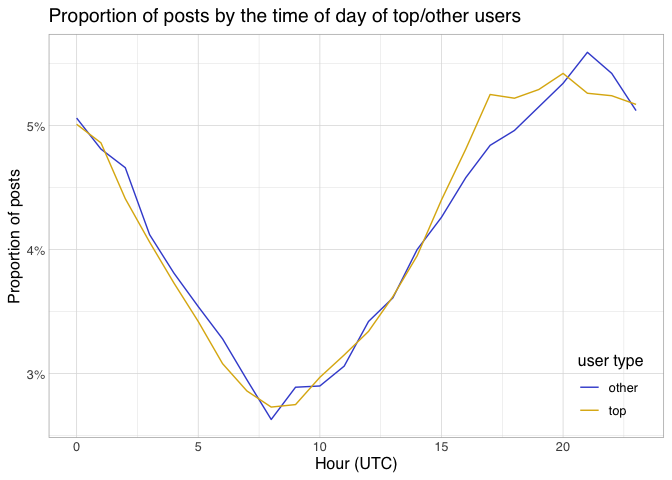 Proportion of posts by the time of day of top/other users
Proportion of posts
5%
4%
3%
0 5 10 15 20
Hour (UTC)
user type
other
top